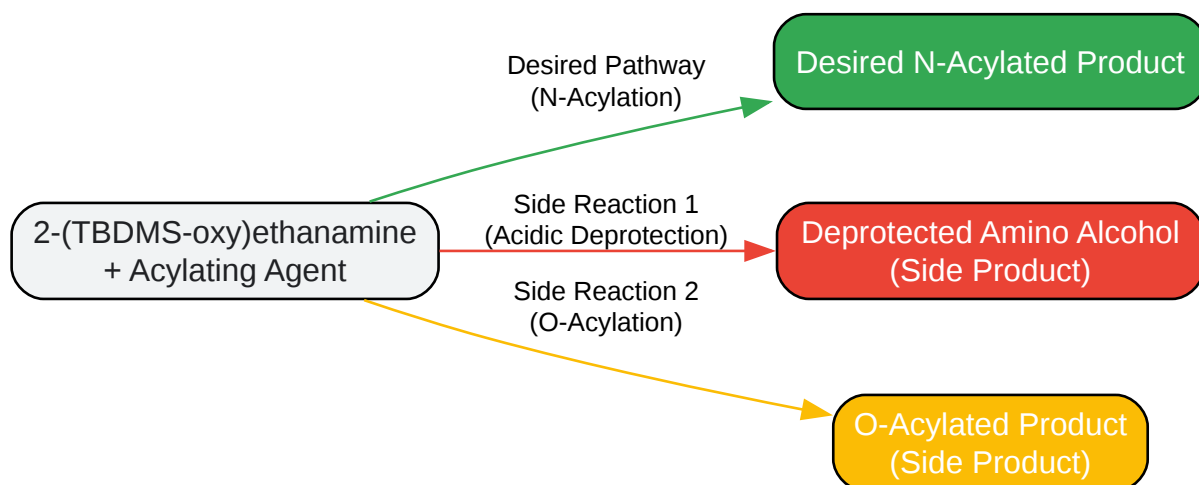 Desired Pathway
(N-Acylation)
Desired N-Acylated Product
2-(TBDMS-oxy)ethanamine
+ Acylating Agent
Side Reaction 1
(Acidic Deprotection)
Deprotected Amino Alcohol
(Side Product)
Side Reaction 2
(O-Acylation)
O-Acylated Product
(Side Product)